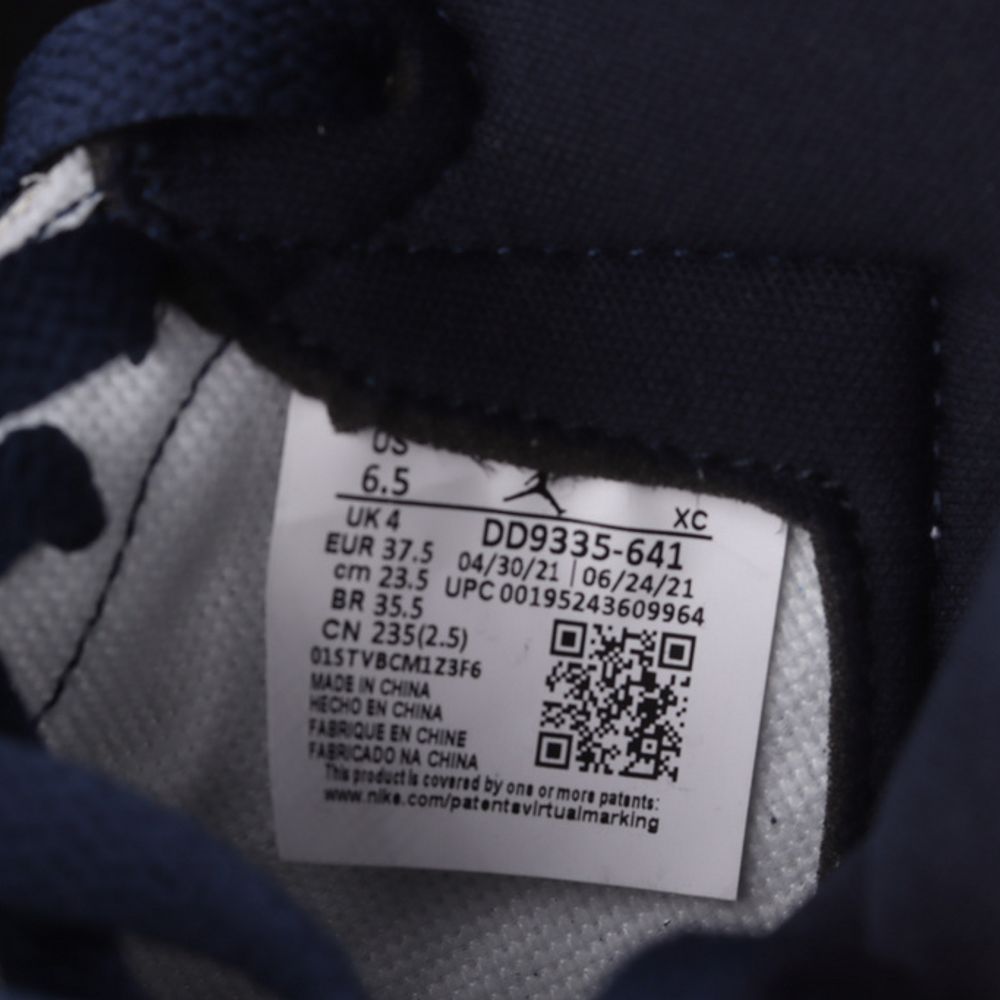 US
6.5
XC
UK 4
DD9335-641
EUR 37.5
04/30/21 | 06/24/21
cm 23.5
UPC 00195243609964
BR 35.5
CN 235(2.5)
01STVBCM1Z3F6
MADE IN CHINA
HECHO EN CHINA
FABRIQUE EN CHINE
FABRICADO NA CHINA
This product is covered by one or more patents:
www.nike.com/patentsvirtualmarking